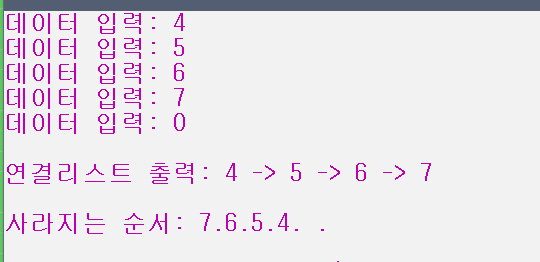 데이터 입력: 4
데이터 입력: 5
데이터 입력: 6
데이터 입력: 7
데이터 입력: 0
연결리스트 출력: 4 -> 5 -> 6 -> 7
사라지는 순서: 7.6.5.4. .